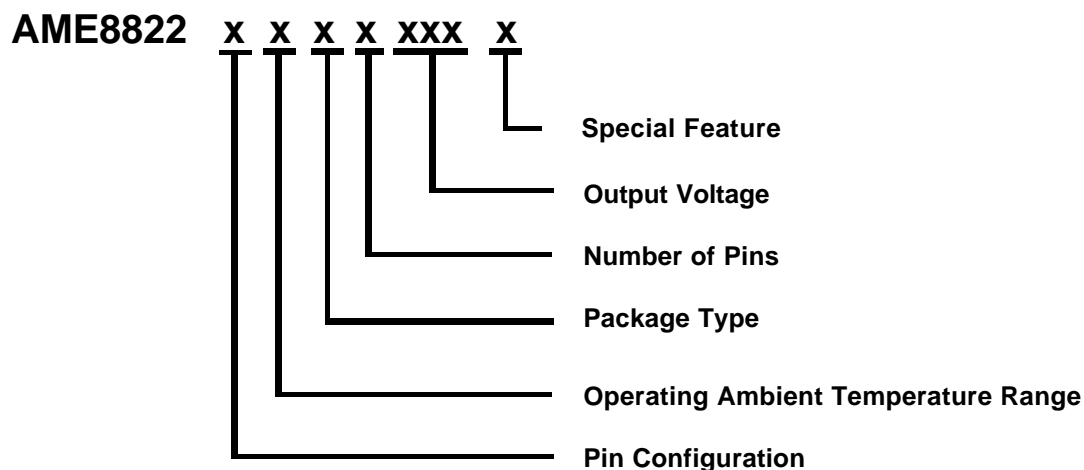 AME8822 x x x x xxx x
Special Feature
Output Voltage
Number of Pins
Package Type
Operating Ambient Temperature Range
Pin Configuration